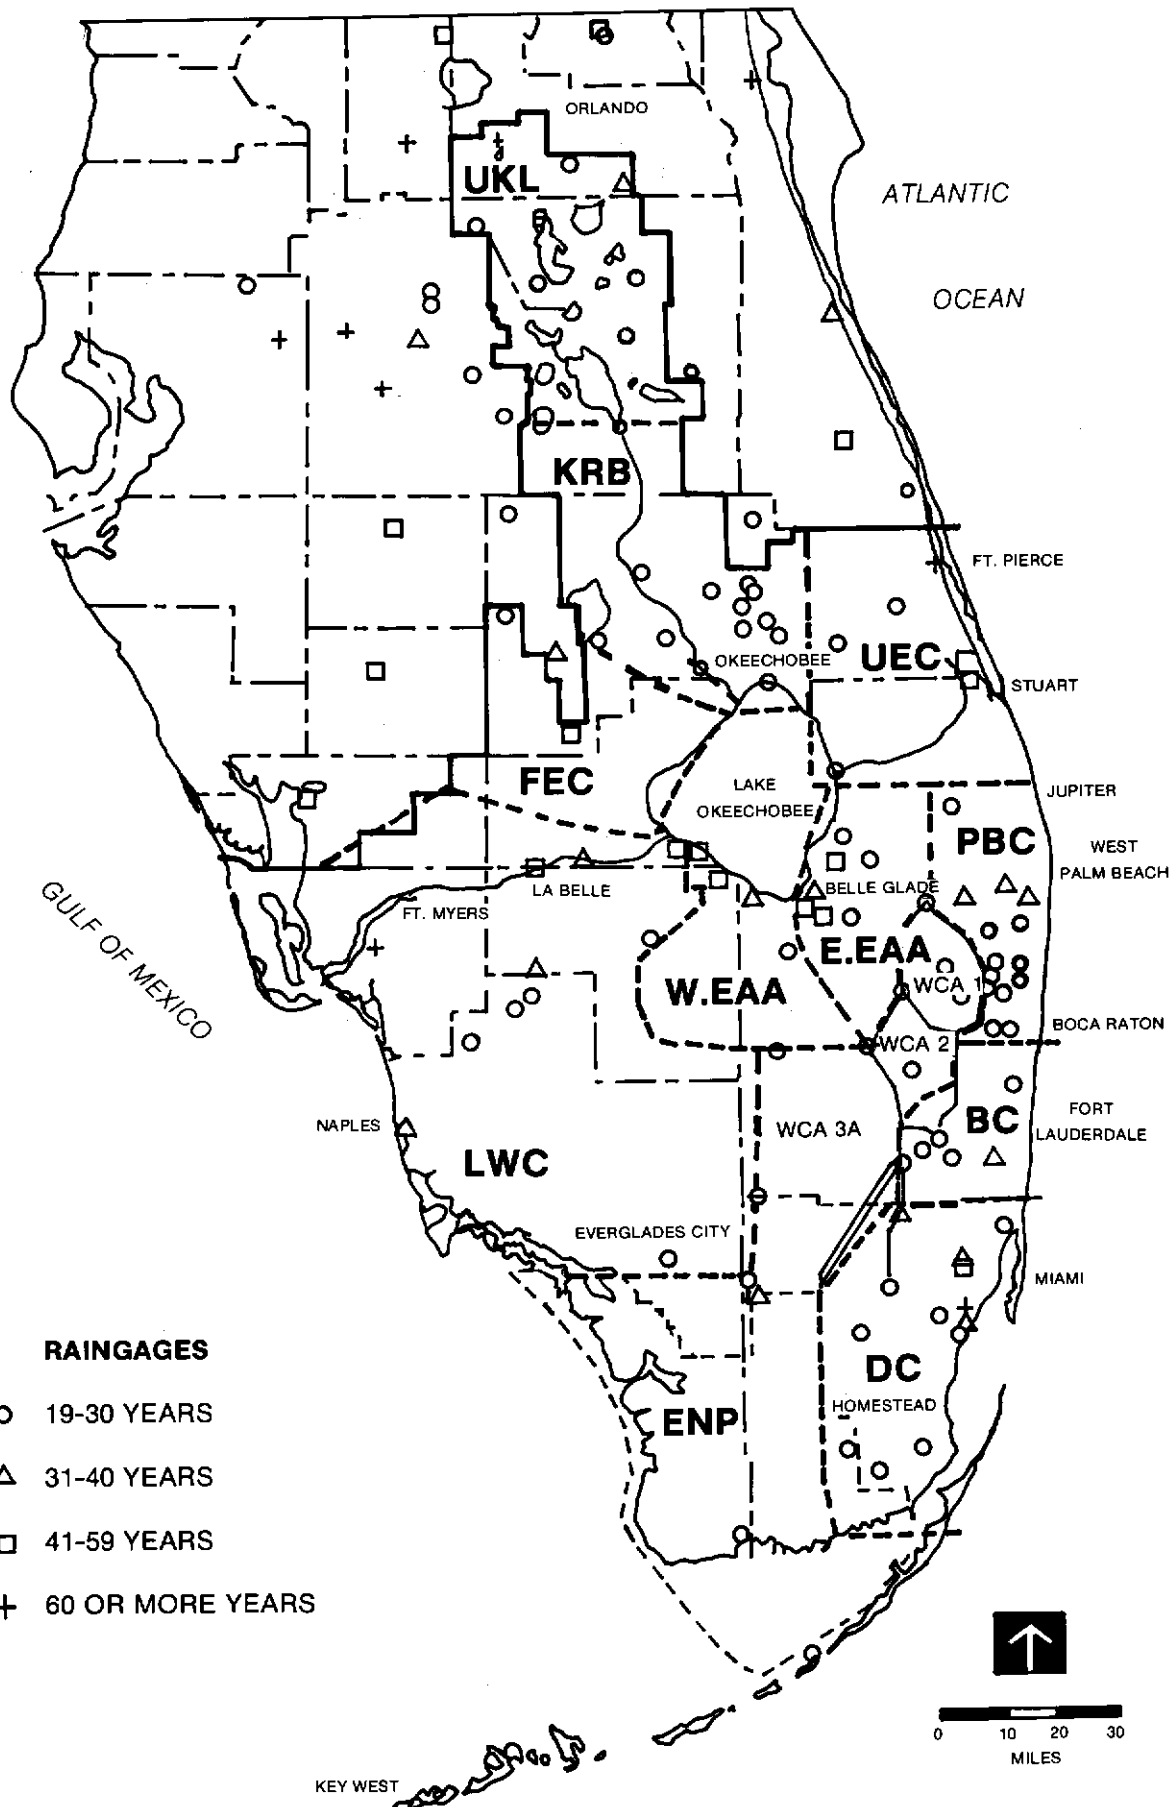 ORLANDO
UKL
ATLANTIC
OCEAN
KRB
FT. PIERCE
OKEECHOBEE
UEC
STUART
FEC
LAKE
OKEECHOBEE
JUPITER
PBC
WEST
PALM BEACH
LA BELLE
BELLE GLADE
FT. MYERS
GULF OF MEXICO
E.EAA
W.EAA
WCA 1
BOCA RATON
WCA 2
NAPLES
WCA 3A
BC
FORT
LAUDERDALE
LWC
EVERGLADES CITY
MIAMI
RAINGAGES
19-30 YEARS
31-40 YEARS
41-59 YEARS
60 OR MORE YEARS
DC
HOMESTEAD
ENP
0 10 20 30
MILES
KEY WEST